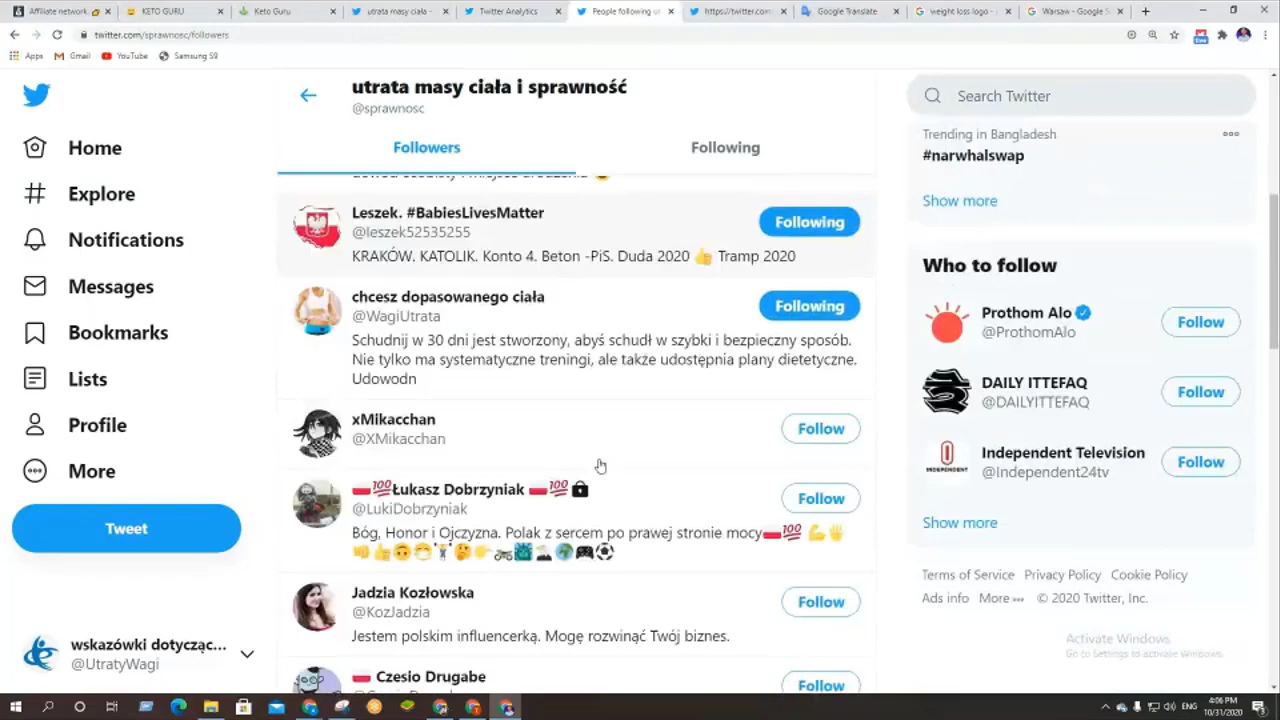 Affiliate network.
KETO GURU
Keto Guru
utrata masy ciała -
Twitter Analytics
People following ut
https://twitter.com
Google Translate
weight loss logo -
Warsaw - Google S
twitter.com/sprawnosc/followers
Apps
Gmail
YouTube
Samsung S9
Home
Explore
Notifications
Messages
Bookmarks
Lists
Profile
More
Tweet
wskazówki dotycząc...
@UtratyWagi
utrata masy ciała i sprawność
@sprawnosc
Followers
Following
Leszek. #BabiesLivesMatter
@leszek52535255
Following
KRAKÓW. KATOLIK. Konto 4. Beton -PiS. Duda 2020 👍 Tramp 2020
chcesz dopasowanego ciała
@WagiUtrata
Following
Schudnij w 30 dni jest stworzony, abyś schudł w szybki i bezpieczny sposób.
Nie tylko ma systematyczne treningi, ale także udostępnia plany dietetyczne.
Udowodn
xMikacchan
@XMikacchan
Follow
🇵🇱💯Łukasz Dobrzyniak 🇵🇱💯
@LukiDobrzyniak
Follow
Bóg, Honor i Ojczyzna. Polak z sercem po prawej stronie mocy🇵🇱💯
Jadzia Kozłowska
@KozJadzia
Follow
Jestem polskim influencerką. Mogę rozwinąć Twój biznes.
Czesio Drugabe
Follow
Search Twitter
Trending in Bangladesh
#narwhalswap
Show more
Who to follow
Prothom Alo
@ProthomAlo
Follow
DAILY ITTEFAQ
@DAILYITTEFAQ
Follow
INDEPENDENT
Independent Television
@Independent24tv
Follow
Show more
Terms of Service Privacy Policy Cookie Policy
Ads info More ••• © 2020 Twitter, Inc.
Activate Windows
Go to Settings to activate Windows.
ENG
4:06 PM
10/31/2020